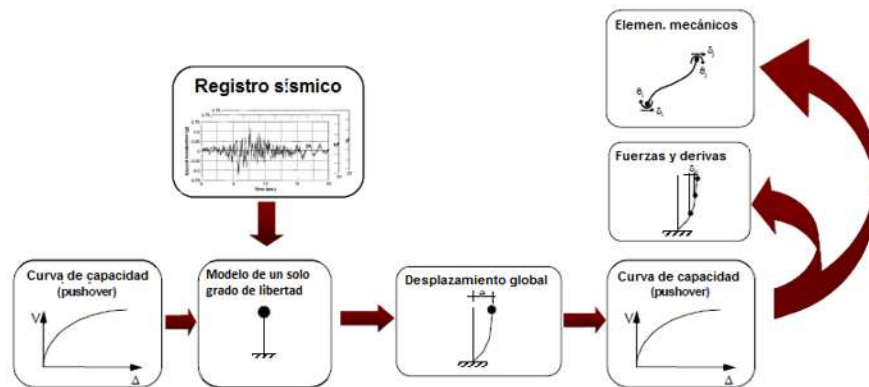 Elemen. mecánicos
Registro sísmico
Fuerzas y derivas
Curva de capacidad
(pushover)
V
Δ
Modelo de un solo
grado de libertad
Desplazamiento global
Curva de capacidad
(pushover)
V
Δ